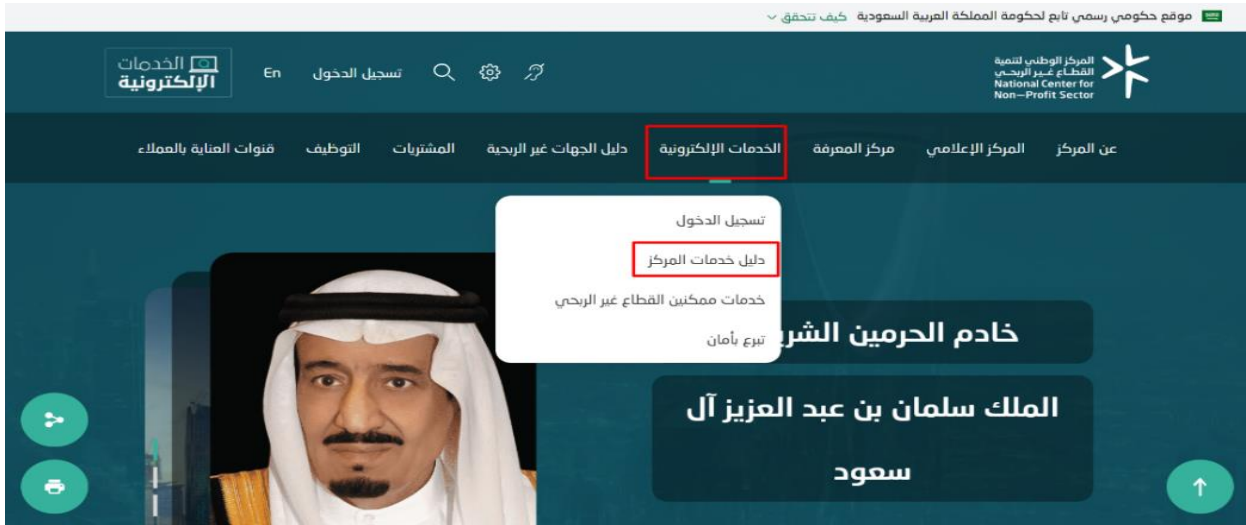 موقع حكومي رسمي تابع لحكومة المملكة العربية السعودية كيف تتحقق
المركز الوطني لتنمية
القطاع غير الربحي
National Center for
Non–Profit Sector
تسجيل الدخول
En
الخدمات
الإلكترونية
عن المركز المركز الإعلامي مركز المعرفة الخدمات الإلكترونية دليل الجهات غير الربحية المشتريات التوظيف قنوات العناية بالعملاء
تسجيل الدخول
دليل خدمات المركز
خدمات ممكنين القطاع غير الربحي
تبرع بأمان
خادم الحرمين
الملك سلمان بن عبد العزيز آل
سعود